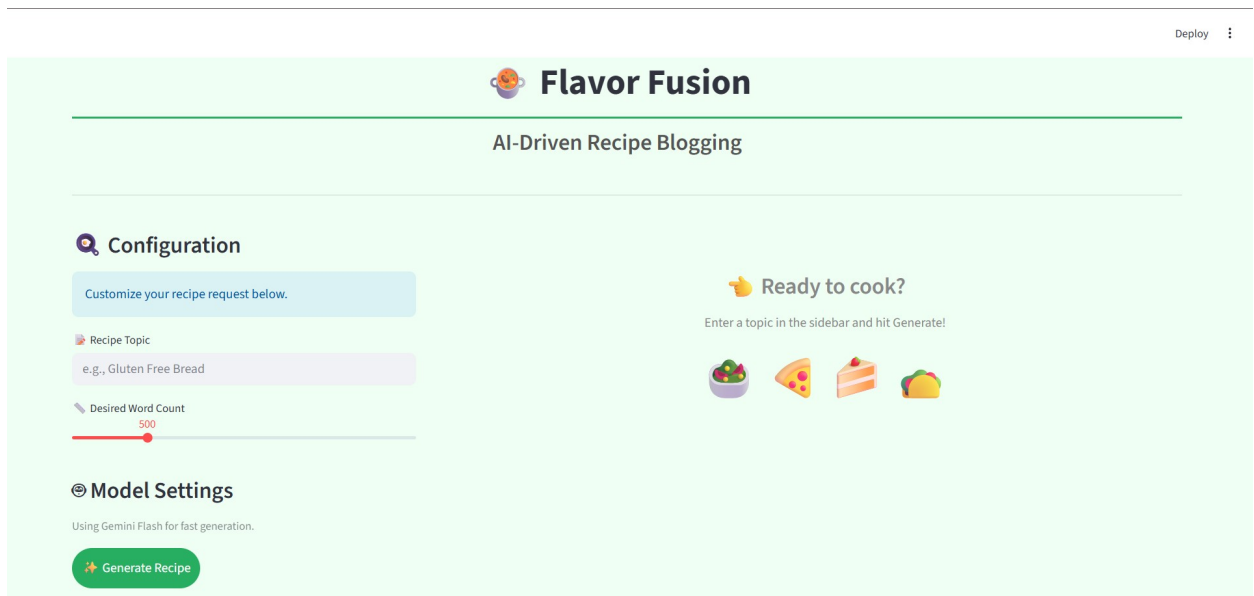 Deploy
Flavor Fusion
AI-Driven Recipe Blogging
Configuration
Customize your recipe request below.
Recipe Topic
e.g., Gluten Free Bread
Desired Word Count
500
Model Settings
Using Gemini Flash for fast generation.
Generate Recipe
Ready to cook?
Enter a topic in the sidebar and hit Generate!